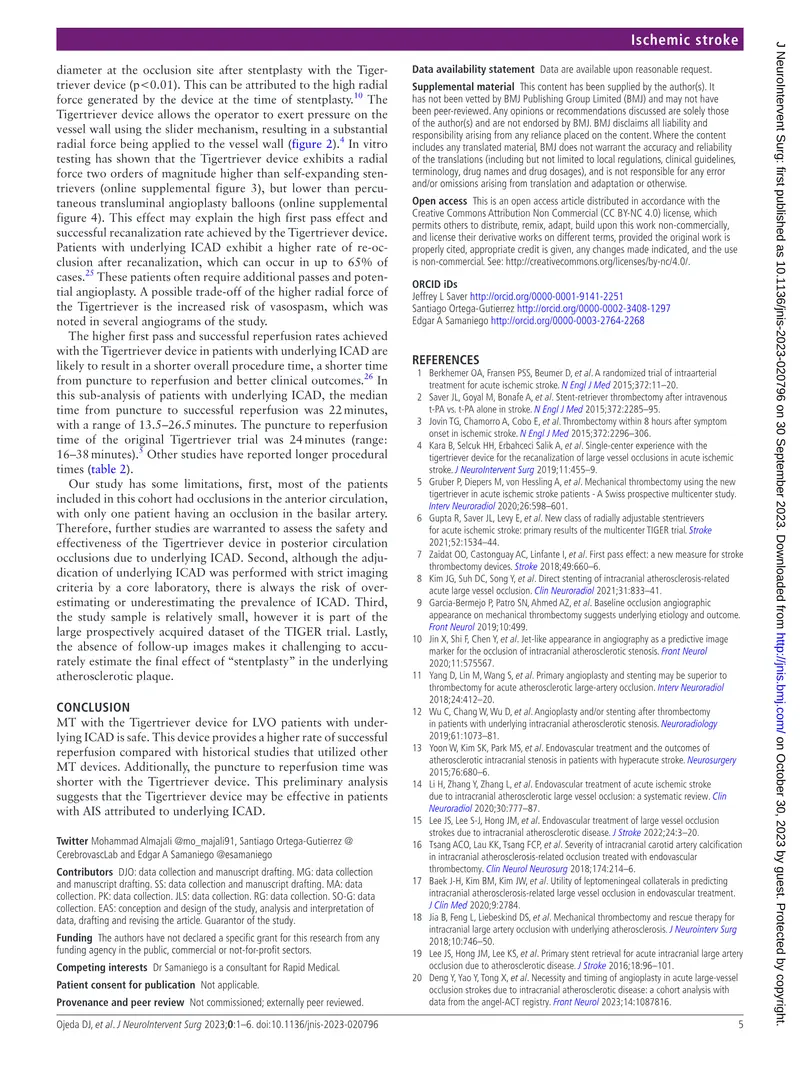 Ischemic stroke
diameter at the occlusion site after stentplasty with the Tiger-
triever device (p<0.01). This can be attributed to the high radial
force generated by the device at the time of stentplasty.10 The
Tigertriever device allows the operator to exert pressure on the
vessel wall using the slider mechanism, resulting in a substantial
radial force being applied to the vessel wall (figure 2).4 In vitro
testing has shown that the Tigertriever device exhibits a radial
force two orders of magnitude higher than self-expanding sten-
trievers (online supplemental figure 3), but lower than percu-
taneous transluminal angioplasty balloons (online supplemental
figure 4). This effect may explain the high first pass effect and
successful recanalization rate achieved by the Tigertriever device.
Patients with underlying ICAD exhibit a higher rate of re-oc-
clusion after recanalization, which can occur in up to 65% of
cases.25 These patients often require additional passes and poten-
tial angioplasty. A possible trade-off of the higher radial force of
the Tigertriever is the increased risk of vasospasm, which was
noted in several angiograms of the study.
The higher first pass and successful reperfusion rates achieved
with the Tigertriever device in patients with underlying ICAD are
likely to result in a shorter overall procedure time, a shorter time
from puncture to reperfusion and better clinical outcomes.26 In
this sub-analysis of patients with underlying ICAD, the median
time from puncture to successful reperfusion was 22 minutes,
with a range of 13.5–26.5 minutes. The puncture to reperfusion
time of the original Tigertriever trial was 24 minutes (range:
16–38 minutes).5 Other studies have reported longer procedural
times (table 2).
Our study has some limitations, first, most of the patients
included in this cohort had occlusions in the anterior circulation,
with only one patient having an occlusion in the basilar artery.
Therefore, further studies are warranted to assess the safety and
effectiveness of the Tigertriever device in posterior circulation
occlusions due to underlying ICAD. Second, although the adju-
dication of underlying ICAD was performed with strict imaging
criteria by a core laboratory, there is always the risk of over-
estimating or underestimating the prevalence of ICAD. Third,
the study sample is relatively small, however it is part of the
large prospectively acquired dataset of the TIGER trial. Lastly,
the absence of follow-up images makes it challenging to accu-
rately estimate the final effect of “stentplasty” in the underlying
atherosclerotic plaque.
CONCLUSION
MT with the Tigertriever device for LVO patients with under-
lying ICAD is safe. This device provides a higher rate of successful
reperfusion compared with historical studies that utilized other
MT devices. Additionally, the puncture to reperfusion time was
shorter with the Tigertriever device. This preliminary analysis
suggests that the Tigertriever device may be effective in patients
with AIS attributed to underlying ICAD.
Twitter Mohammad Almajali @mo_majali91, Santiago Ortega-Gutierrez @
CerebrovascLab and Edgar A Samaniego @esamaniego
Contributors DJO: data collection and manuscript drafting. MG: data collection
and manuscript drafting. SS: data collection and manuscript drafting. MA: data
collection. PK: data collection. JLS: data collection. RG: data collection. SO-G: data
collection. EAS: conception and design of the study, analysis and interpretation of
data, drafting and revising the article. Guarantor of the study.
Funding The authors have not declared a specific grant for this research from any
funding agency in the public, commercial or not-for-profit sectors.
Competing interests Dr Samaniego is a consultant for Rapid Medical.
Patient consent for publication Not applicable.
Provenance and peer review Not commissioned; externally peer reviewed.
Data availability statement Data are available upon reasonable request.
Supplemental material This content has been supplied by the author(s). It
has not been vetted by BMJ Publishing Group Limited (BMJ) and may not have
been peer-reviewed. Any opinions or recommendations discussed are solely those
of the author(s) and are not endorsed by BMJ. BMJ disclaims all liability and
responsibility arising from any reliance placed on the content. Where the content
includes any translated material, BMJ does not warrant the accuracy and reliability
of the translations (including but not limited to local regulations, clinical guidelines,
terminology, drug names and drug dosages), and is not responsible for any error
and/or omissions arising from translation and adaptation or otherwise.
Open access This is an open access article distributed in accordance with the
Creative Commons Attribution Non Commercial (CC BY-NC 4.0) license, which
permits others to distribute, remix, adapt, build upon this work non-commercially,
and license their derivative works on different terms, provided the original work is
properly cited, appropriate credit is given, any changes made indicated, and the use
is non-commercial. See: http://creativecommons.org/licenses/by-nc/4.0/.
ORCID iDs
Jeffrey L Saver http://orcid.org/0000-0001-9141-2251
Santiago Ortega-Gutierrez http://orcid.org/0000-0002-3408-1297
Edgar A Samaniego http://orcid.org/0000-0003-2764-2268
REFERENCES
1 Berkhemer OA, Fransen PSS, Beumer D, et al. A randomized trial of intraarterial
treatment for acute ischemic stroke. N Engl J Med 2015;372:11–20.
2 Saver JL, Goyal M, Bonafe A, et al. Stent-retriever thrombectomy after intravenous
t-PA vs. t-PA alone in stroke. N Engl J Med 2015;372:2285–95.
3 Jovin TG, Chamorro A, Cobo E, et al. Thrombectomy within 8 hours after symptom
onset in ischemic stroke. N Engl J Med 2015;372:2296–306.
4 Kara B, Selcuk HH, Erbahceci Salik A, et al. Single-center experience with the
tigertriever device for the recanalization of large vessel occlusions in acute ischemic
stroke. J NeuroIntervent Surg 2019;11:455–9.
5 Gruber P, Diepers M, von Hessling A, et al. Mechanical thrombectomy using the new
tigertriever in acute ischemic stroke patients - A Swiss prospective multicenter study.
Interv Neuroradiol 2020;26:598–601.
6 Gupta R, Saver JL, Levy E, et al. New class of radially adjustable stentrievers
for acute ischemic stroke: primary results of the multicenter TIGER trial. Stroke
2021;52:1534–44.
7 Zaidat OO, Castonguay AC, Linfante I, et al. First pass effect: a new measure for stroke
thrombectomy devices. Stroke 2018;49:660–6.
8 Kim JG, Suh DC, Song Y, et al. Direct stenting of intracranial atherosclerosis-related
acute large vessel occlusion. Clin Neuroradiol 2021;31:833–41.
9 Garcia-Bermejo P, Patro SN, Ahmed AZ, et al. Baseline occlusion angiographic
appearance on mechanical thrombectomy suggests underlying etiology and outcome.
Front Neurol 2019;10:499.
10 Jin X, Shi F, Chen Y, et al. Jet-like appearance in angiography as a predictive image
marker for the occlusion of intracranial atherosclerotic stenosis. Front Neurol
2020;11:575567.
11 Yang D, Lin M, Wang S, et al. Primary angioplasty and stenting may be superior to
thrombectomy for acute atherosclerotic large-artery occlusion. Interv Neuroradiol
2018;24:412–20.
12 Wu C, Chang W, Wu D, et al. Angioplasty and/or stenting after thrombectomy
in patients with underlying intracranial atherosclerotic stenosis. Neuroradiology
2019;61:1073–81.
13 Yoon W, Kim SK, Park MS, et al. Endovascular treatment and the outcomes of
atherosclerotic intracranial stenosis in patients with hyperacute stroke. Neurosurgery
2015;76:680–6.
14 Li H, Zhang Y, Zhang L, et al. Endovascular treatment of acute ischemic stroke
due to intracranial atherosclerotic large vessel occlusion: a systematic review. Clin
Neuroradiol 2020;30:777–87.
15 Lee JS, Lee S-J, Hong JM, et al. Endovascular treatment of large vessel occlusion
strokes due to intracranial atherosclerotic disease. J Stroke 2022;24:3–20.
16 Tsang ACO, Lau KK, Tsang FCP, et al. Severity of intracranial carotid artery calcification
in intracranial atherosclerosis-related occlusion treated with endovascular
thrombectomy. Clin Neurol Neurosurg 2018;174:214–6.
17 Baek J-H, Kim BM, Kim JW. Utility of leptomeningeal collaterals in predicting
intracranial atherosclerosis-related large vessel occlusion in endovascular treatment.
J Clin Med 2020;9:2784.
18 Jia B, Feng L, Liebeskind DS, et al. Mechanical thrombectomy and rescue therapy for
intracranial large artery occlusion with underlying atherosclerosis. J Neurointerv Surg
2018;10:746–50.
19 Lee JS, Hong JM, Lee KS, et al. Primary stent retrieval for acute intracranial large artery
occlusion due to atherosclerotic disease. J Stroke 2016;18:96–101.
20 Deng Y, Yao Y, Tong X, et al. Necessity and timing of angioplasty in acute large-vessel
occlusion strokes due to intracranial atherosclerotic disease: a cohort analysis with
data from the angel-ACT registry. Front Neurol 2023;14:1087816.
Ojeda DJ, et al. J NeuroIntervent Surg 2023;0:1–6. doi:10.1136/jnis-2023-020796
5
J NeuroIntervent Surg: first published as 10.1136/jnis-2023-020796 on 30 September 2023. Downloaded from http://jnis.bmj.com/ on October 30, 2023 by guest. Protected by copyright.